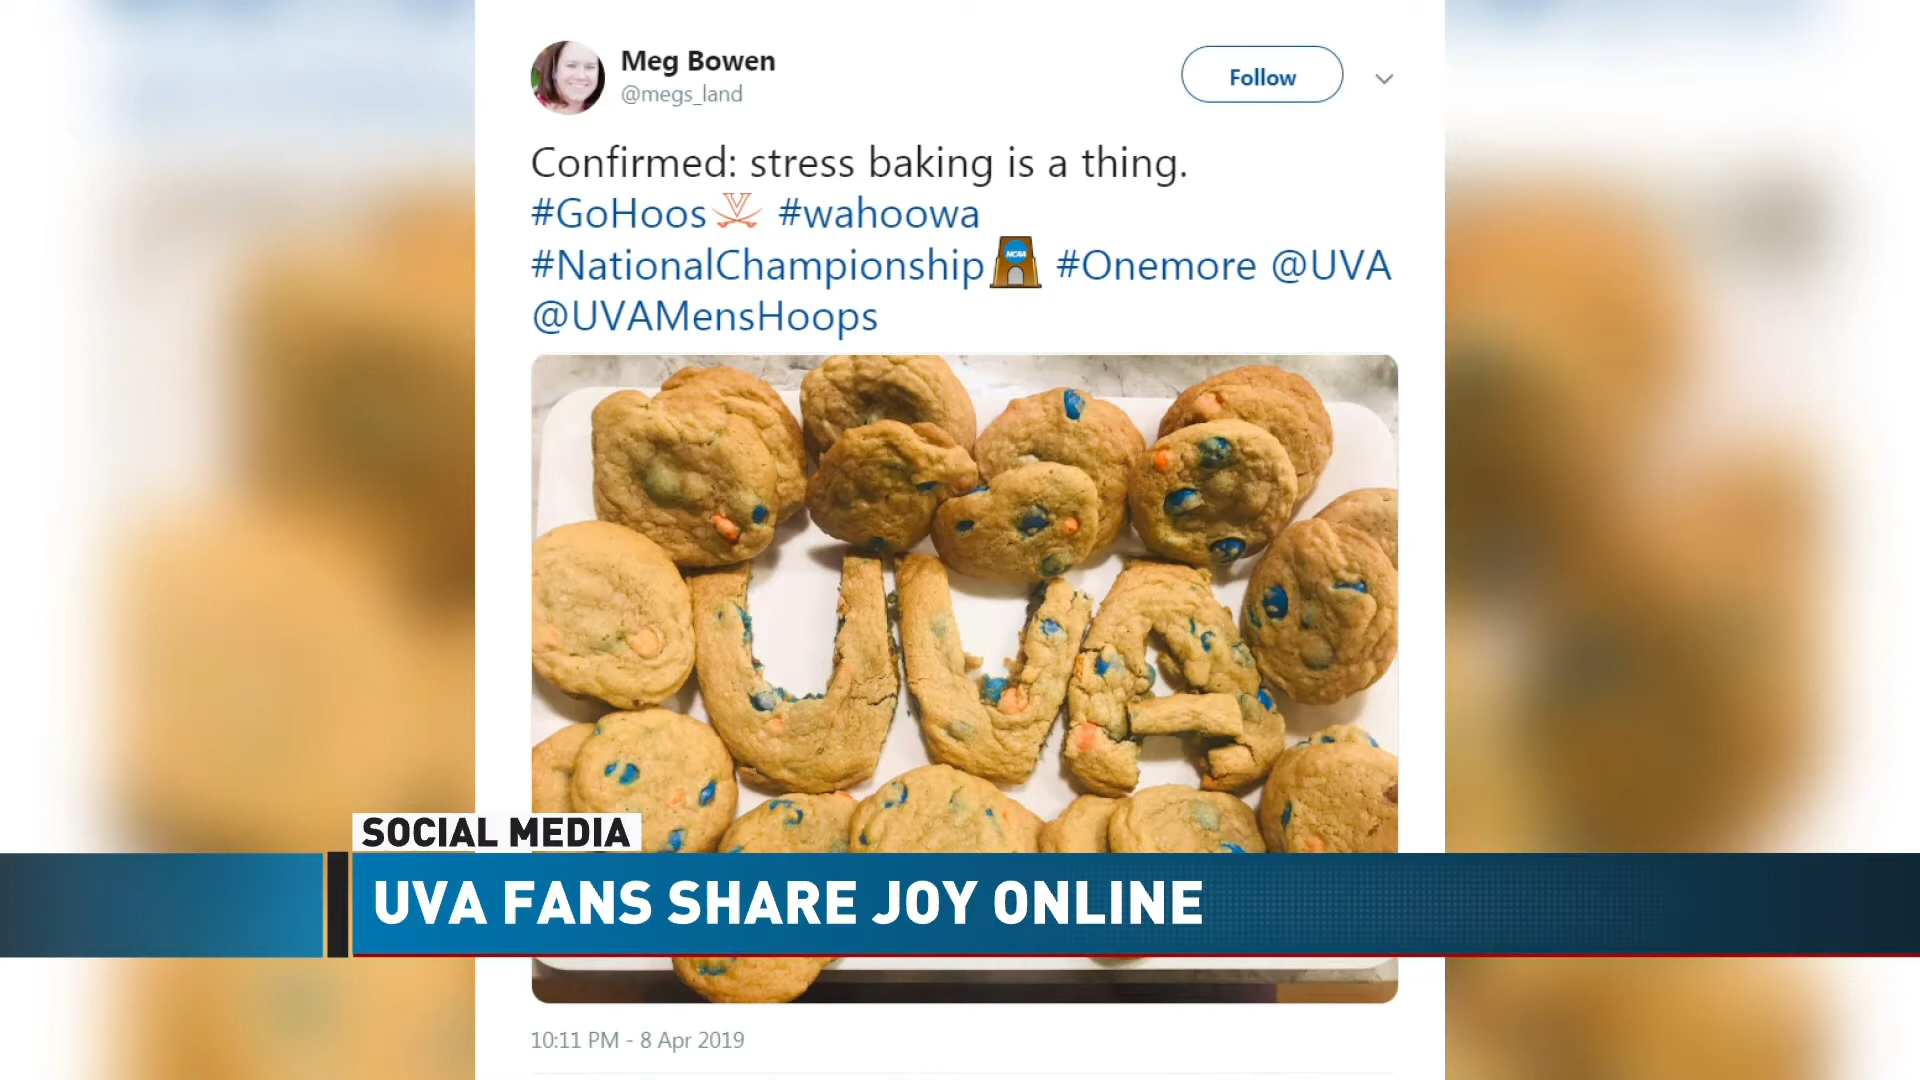 Meg Bowen
@megs_land
Follow
Confirmed: stress baking is a thing.
#GoHoos #wahoowa
#NationalChampionship NCAA #Onemore @UVA
@UVAMensHoops
UVA
SOCIAL MEDIA
UVA FANS SHARE JOY ONLINE
10:11 PM - 8 Apr 2019